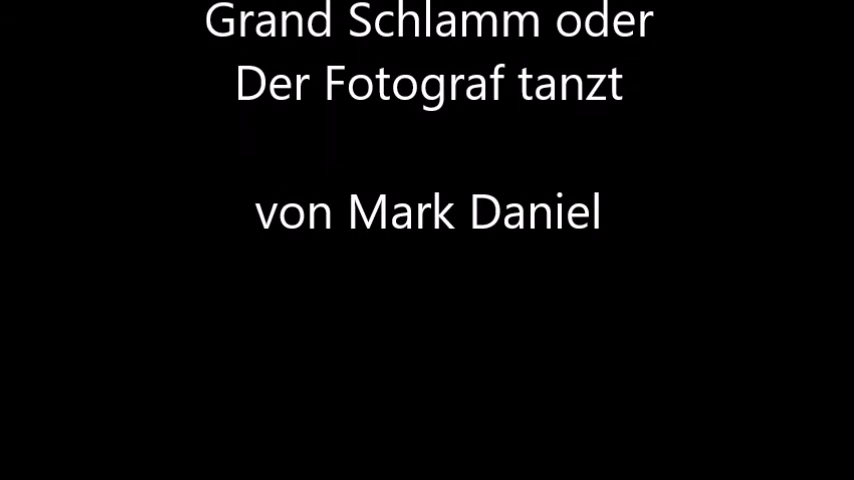 Grand Schlamm oder
Der Fotograf tanzt
von Mark Daniel